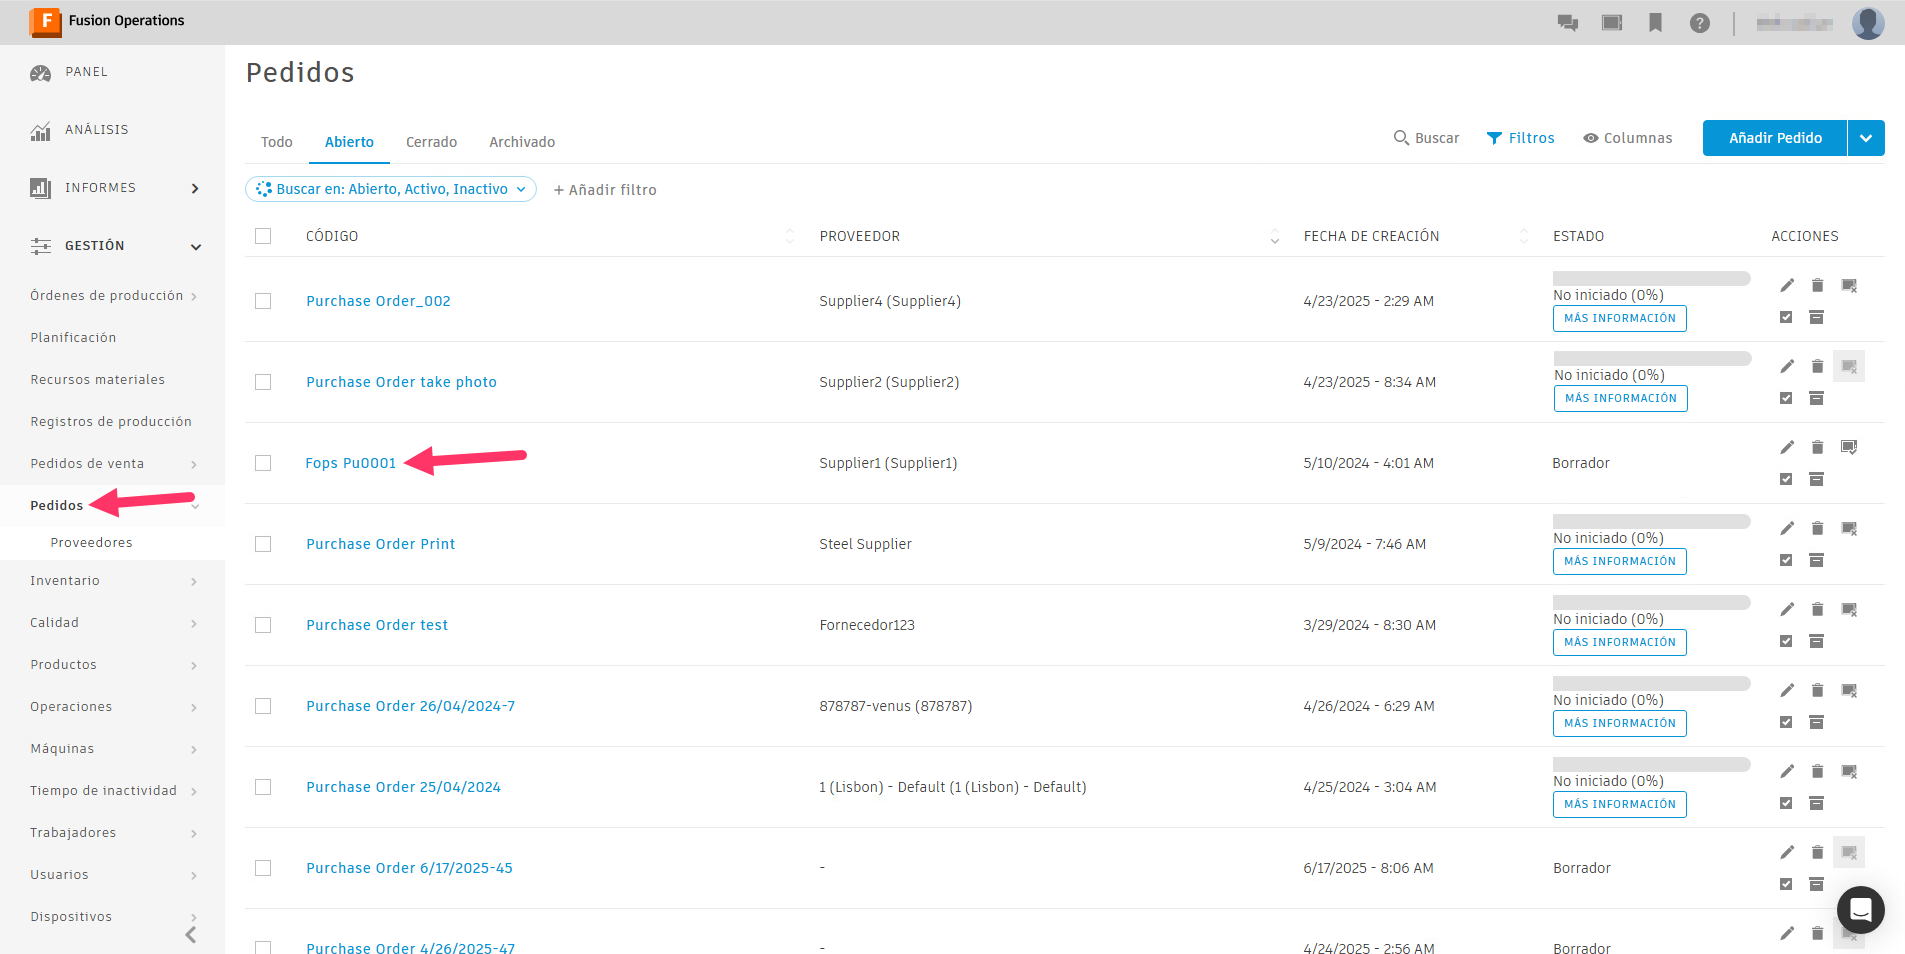 F Fusion Operations
?
PANEL
ANÁLISIS
INFORMES
GESTIÓN
Órdenes de producción
Planificación
Recursos materiales
Registros de producción
Pedidos de venta
Pedidos
Proveedores
Inventario
Calidad
Productos
Operaciones
Máquinas
Tiempo de inactividad
Trabajadores
Usuarios
Dispositivos
Pedidos
Todo Abierto Cerrado Archivado
Buscar Filtros Columnas Añadir Pedido
Buscar en: Abierto, Activo, Inactivo + Añadir filtro
CÓDIGO PROVEEDOR FECHA DE CREACIÓN ESTADO ACCIONES
Purchase Order_002 Supplier4 (Supplier4) 4/23/2025 - 2:29 AM No iniciado (0%)
MÁS INFORMACIÓN
Purchase Order take photo Supplier2 (Supplier2) 4/23/2025 - 8:34 AM No iniciado (0%)
MÁS INFORMACIÓN
Fops Pu0001 Supplier1 (Supplier1) 5/10/2024 - 4:01 AM Borrador
Purchase Order Print Steel Supplier 5/9/2024 - 7:46 AM No iniciado (0%)
MÁS INFORMACIÓN
Purchase Order test Fornecedor123 3/29/2024 - 8:30 AM No iniciado (0%)
MÁS INFORMACIÓN
Purchase Order 26/04/2024-7 878787-venus (878787) 4/26/2024 - 6:29 AM No iniciado (0%)
MÁS INFORMACIÓN
Purchase Order 25/04/2024 1 (Lisbon) - Default (1 (Lisbon) - Default) 4/25/2024 - 3:04 AM No iniciado (0%)
MÁS INFORMACIÓN
Purchase Order 6/17/2025-45 - 6/17/2025 - 8:06 AM Borrador
Purchase Order 4/26/2025-47 - 4/24/2025 - 2:56 AM Borrador